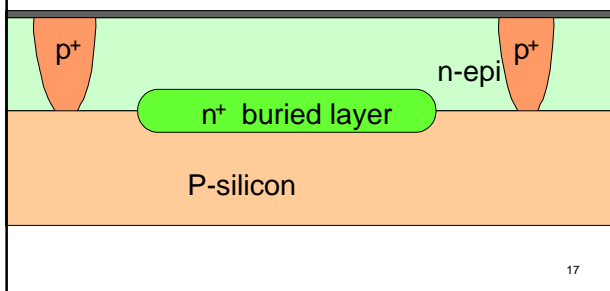 p⁺ p⁺
n-epi
n⁺ buried layer
P-silicon
17